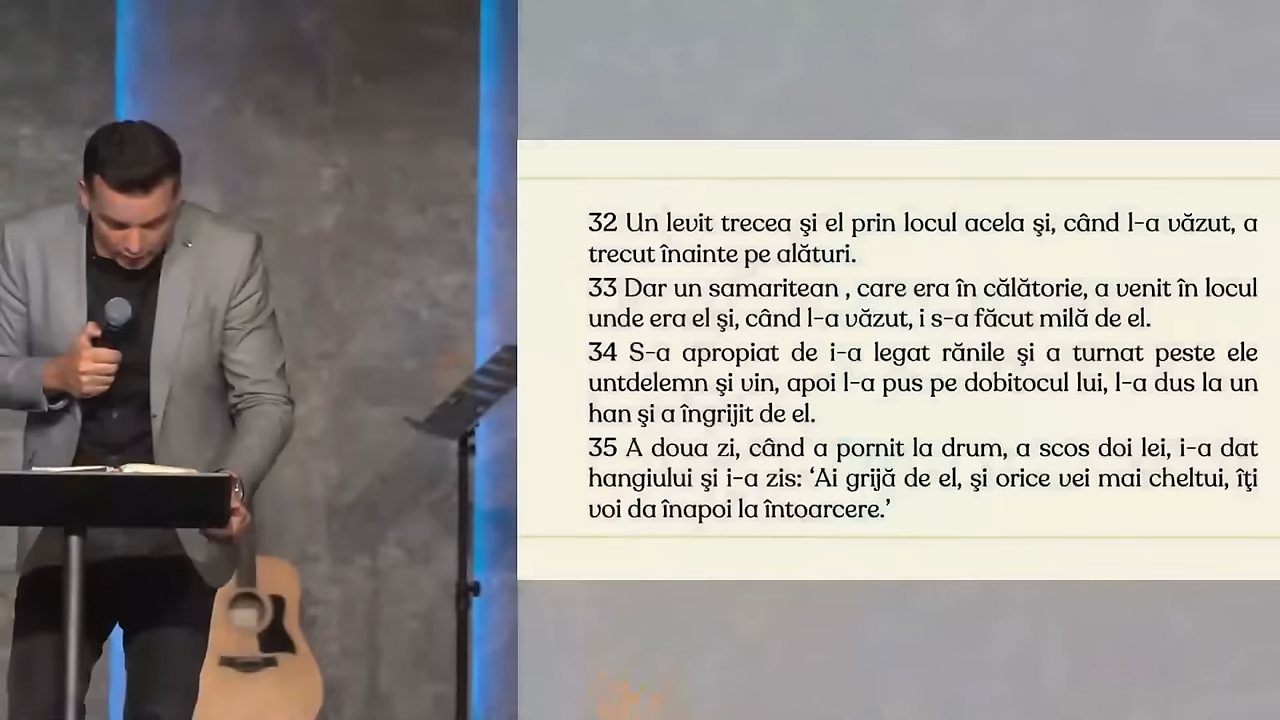 32 Un levit trecea şi el prin locul acela şi, când l-a văzut, a
trecut înainte pe alături.
33 Dar un samaritean , care era în călătorie, a venit în locul
unde era el şi, când l-a văzut, i s-a făcut milă de el.
34 S-a apropiat de i-a legat rănile şi a turnat peste ele
untdelemn şi vin, apoi l-a pus pe dobitocul lui, l-a dus la un
han şi a îngrijit de el.
35 A doua zi, când a pornit la drum, a scos doi lei, i-a dat
hangiului şi i-a zis: ‘Ai grijă de el, şi orice vei mai cheltui, îţi
voi da înapoi la întoarcere.’